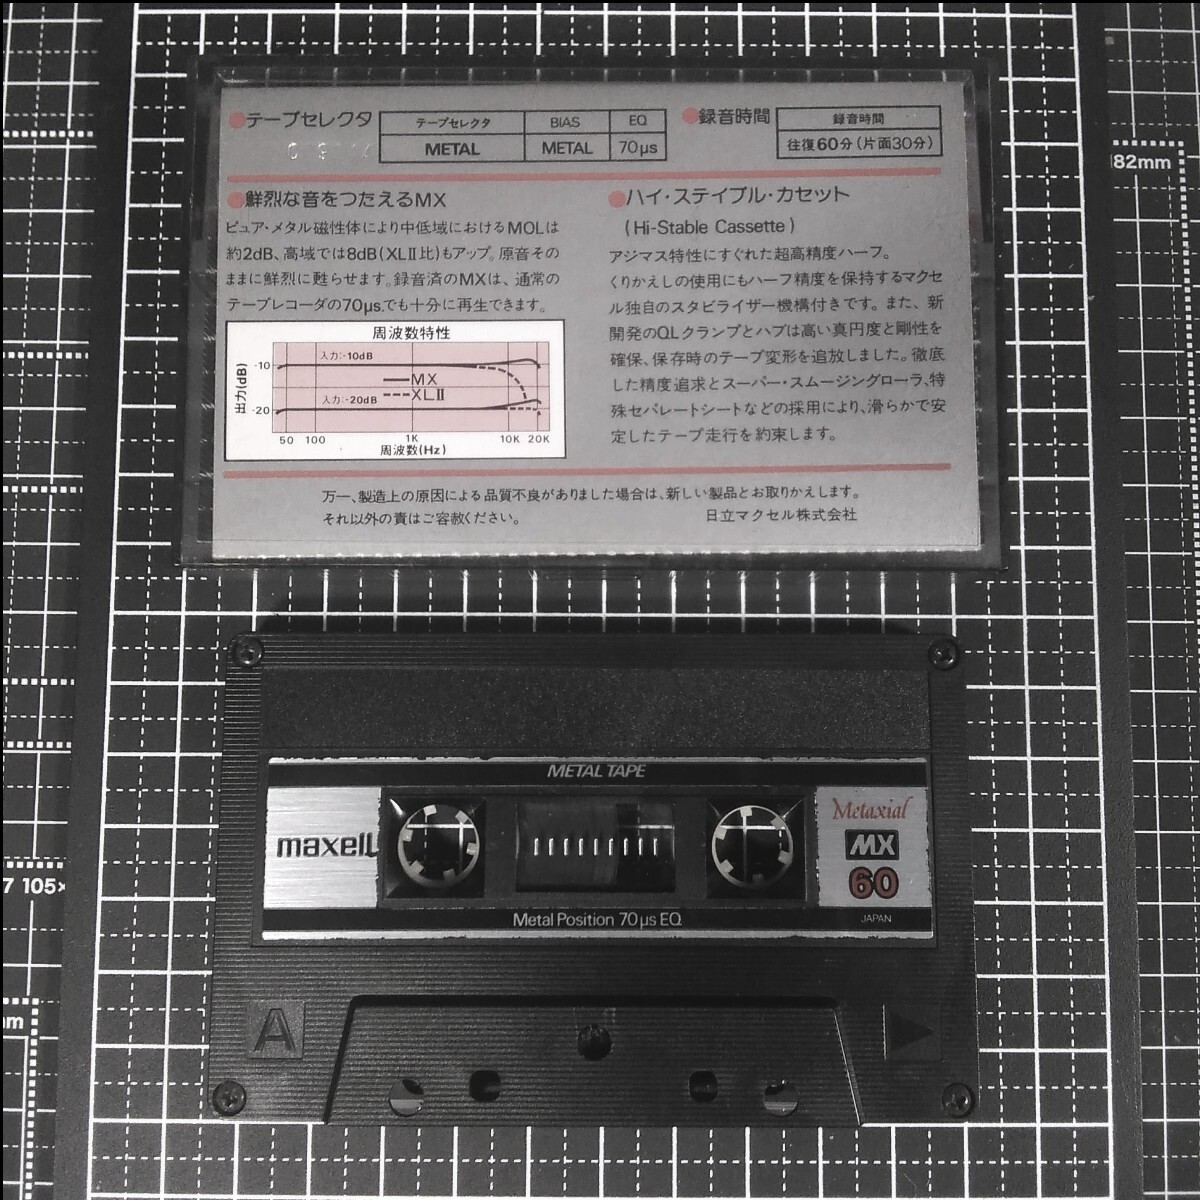 ●テープセレクタ
テープセレクタ BIAS EQ
METAL METAL 70μs
●録音時間
録音時間
往復60分(片面30分)
●鮮烈な音をつたえるMX
ピュア・メタル磁性体により中低域におけるMOLは
約2dB、高域では8dB(XLⅡ比)もアップ。原音その
ままに鮮烈に甦らせます。録音済のMXは、通常の
テープレコーダの70μs.でも十分に再生できます。
周波数特性
出力(dB)
-10
-20
入力:-10dB
MX
XLⅡ
入力:-20dB
50 100 1K 10K 20K
周波数(Hz)
●ハイ・ステイブル・カセット
(Hi-Stable Cassette)
アジマス特性にすぐれた超高精度ハーフ。
くりかえしの使用にもハーフ精度を保持するマクセ
ル独自のスタビライザー機構付きです。また、新
開発のQLクランプとハブは高い真円度と剛性を
確保、保存時のテープ変形を追放しました。徹底
した精度追求とスーパー・スムージングローラ、特
殊セパレートシートなどの採用により、滑らかで安
定したテープ走行を約束します。
万一、製造上の原因による品質不良がありました場合は、新しい製品とお取りかえします。
それ以外の責はご容赦ください。
日立マクセル株式会社
82mm
7 105×
mm
METAL TAPE
maxell
Metaxial
MX
60
Metal Position 70μs EQ
JAPAN
A